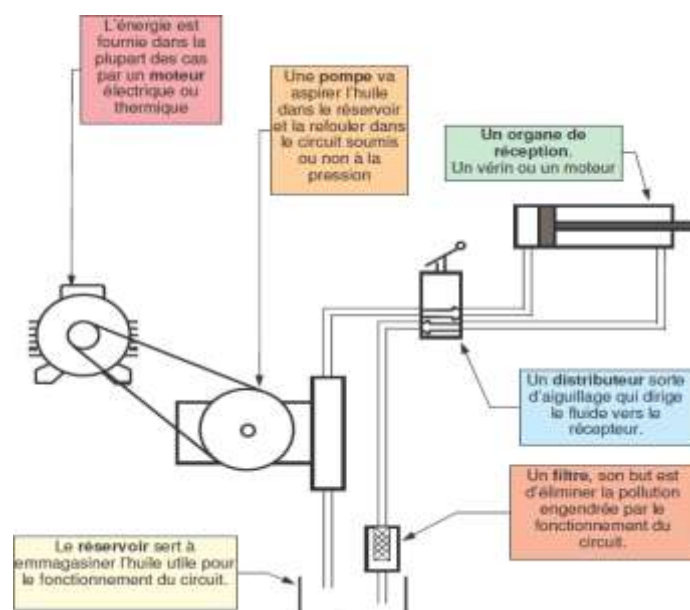 L'énergie est
fournie dans la
plupart des cas
par un moteur
électrique ou
thermique
Une pompe va
aspirer l'huile
dans le réservoir
et la refouler dans
le circuit soumis
ou non à la
pression
Un organe de
réception.
Un vérin ou un moteur
Un distributeur sorte
d'aiguillage qui dirige
le fluide vers le
récepteur.
Un filtre, son but est
d'éliminer la pollution
engendrée par le
fonctionnement du
circuit.
Le réservoir sert à
emmagasiner l'huile utile pour
le fonctionnement du circuit.